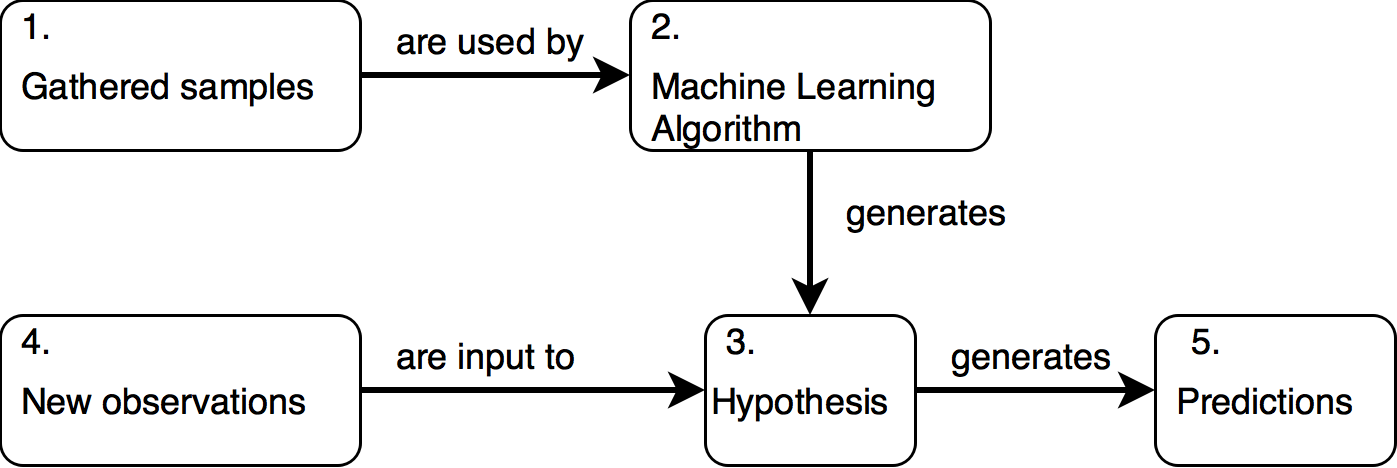 1.
Gathered samples
are used by
2.
Machine Learning
Algorithm
generates
4.
New observations
are input to
3.
Hypothesis
generates
5.
Predictions